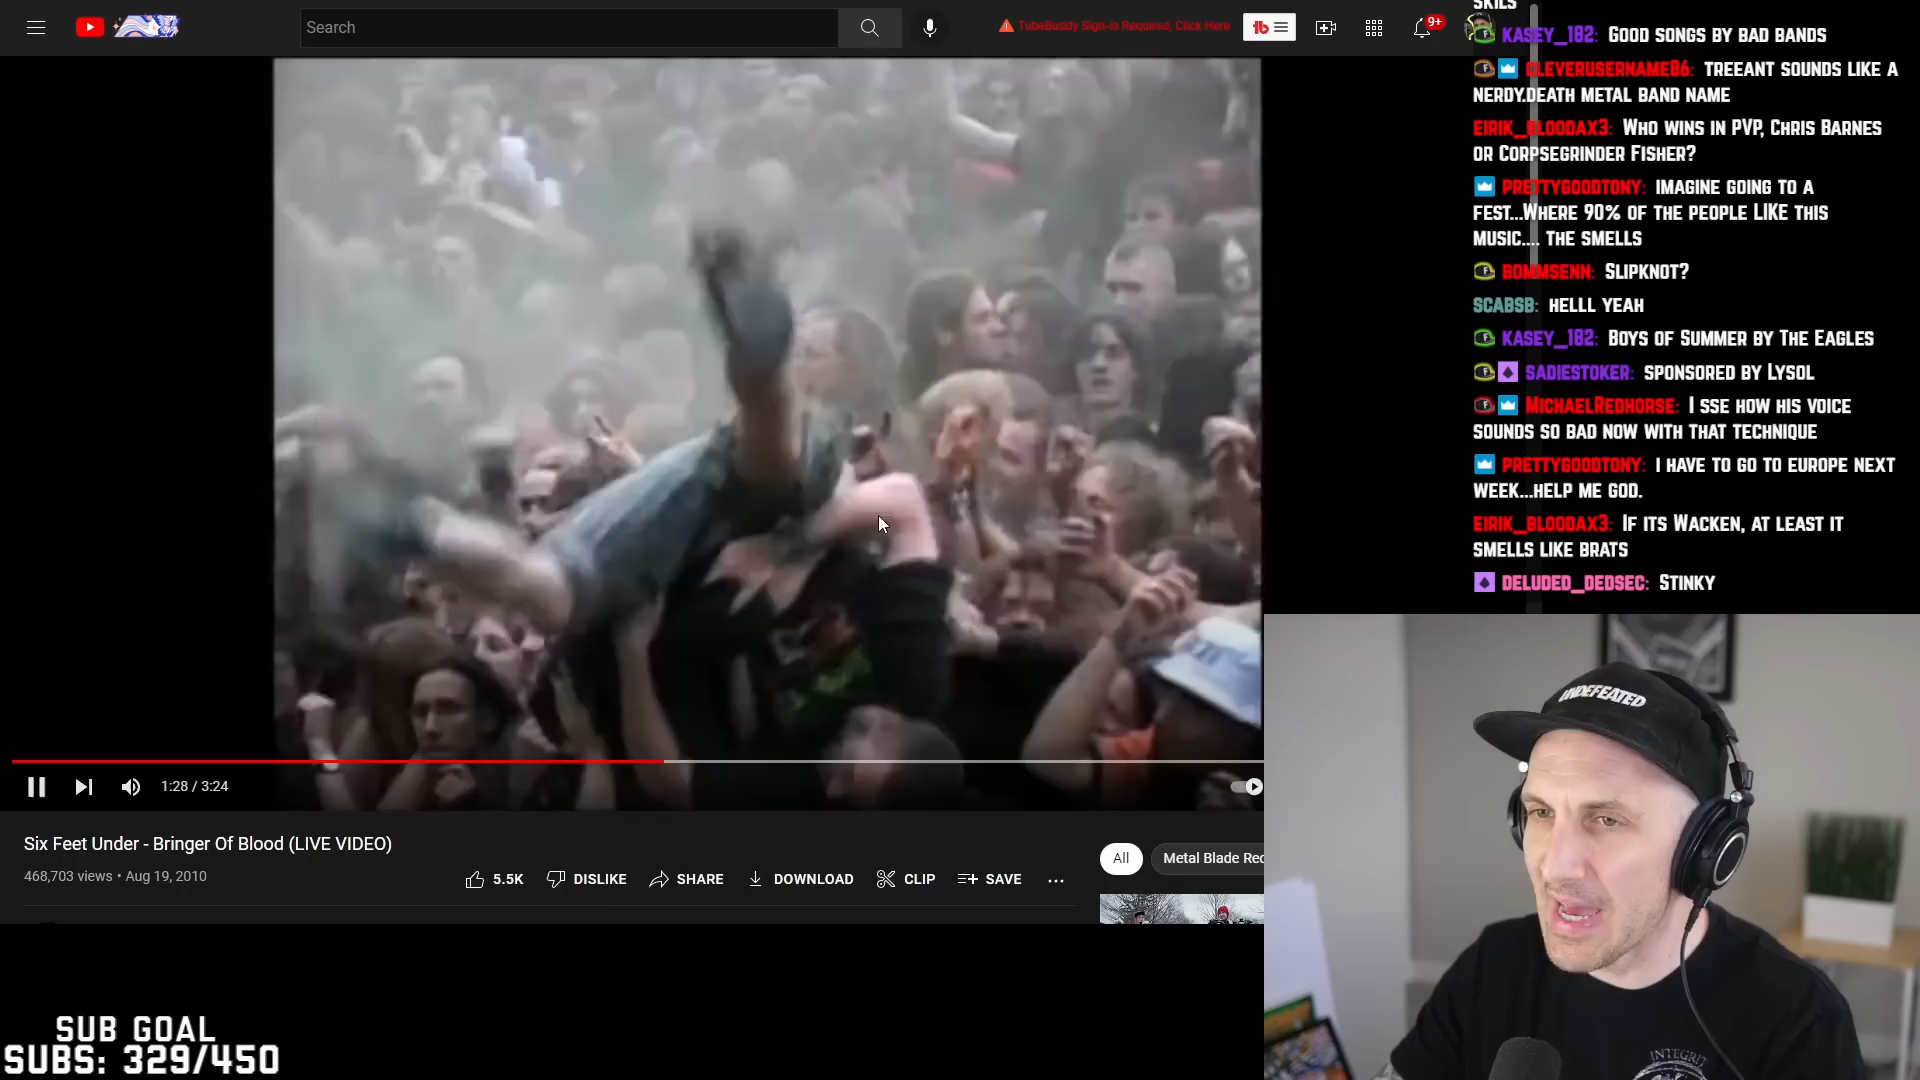 Search
TubeBuddy Sign-in Required, Click Here
9+
SKILS
KASEY_182: GOOD SONGS BY BAD BANDS
CLEVERUSERNAME86: TREEANT SOUNDS LIKE A
NERDY.DEATH METAL BAND NAME
EIRIK_BLOODAX3: WHO WINS IN PVP, CHRIS BARNES
OR CORPSEGRINDER FISHER?
PRETTYGOODTONY: IMAGINE GOING TO A
FEST...WHERE 90% OF THE PEOPLE LIKE THIS
MUSIC.... THE SMELLS
BOMMSENN: SLIPKNOT?
SCABSB: HELLL YEAH
KASEY_182: BOYS OF SUMMER BY THE EAGLES
SADIESTOKER: SPONSORED BY LYSOL
MICHAELREDHORSE: I SSE HOW HIS VOICE
SOUNDS SO BAD NOW WITH THAT TECHNIQUE
PRETTYGOODTONY: I HAVE TO GO TO EUROPE NEXT
WEEK...HELP ME GOD.
EIRIK_BLOODAX3: IF ITS WACKEN, AT LEAST IT
SMELLS LIKE BRATS
DELUDED_DEDSEC: STINKY
1:28 / 3:24
Six Feet Under - Bringer Of Blood (LIVE VIDEO)
468,703 views • Aug 19, 2010
5.5K DISLIKE SHARE DOWNLOAD CLIP SAVE ...
All Metal Blade Rec
UNDEFEATED
INTEGRIT
SUB GOAL
SUBS: 329/450